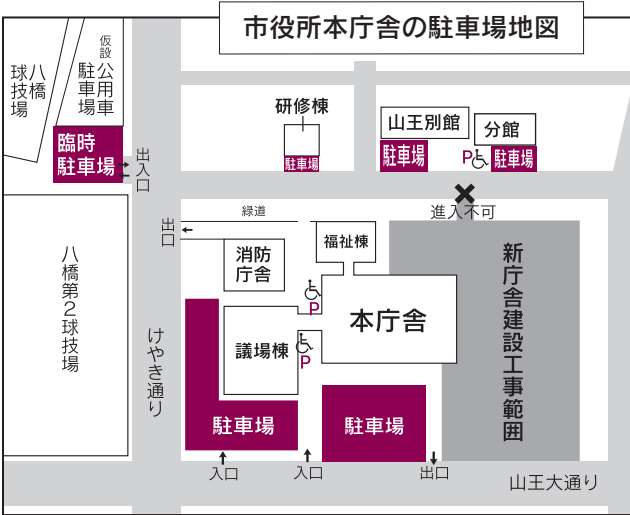 市役所本庁舎の駐車場地図
八橋
球技場
仮設
公用車
駐車場
臨時
駐車場
出入口
研修棟
駐車場
山王別館
駐車場
分館
P
駐車場
進入不可
緑道
出口
消防
庁舎
福祉棟
P
本庁舎
議場棟
P
新庁舎建設工事範囲
八橋第2球技場
けやき通り
駐車場
駐車場
入口
入口
出口
山王大通り